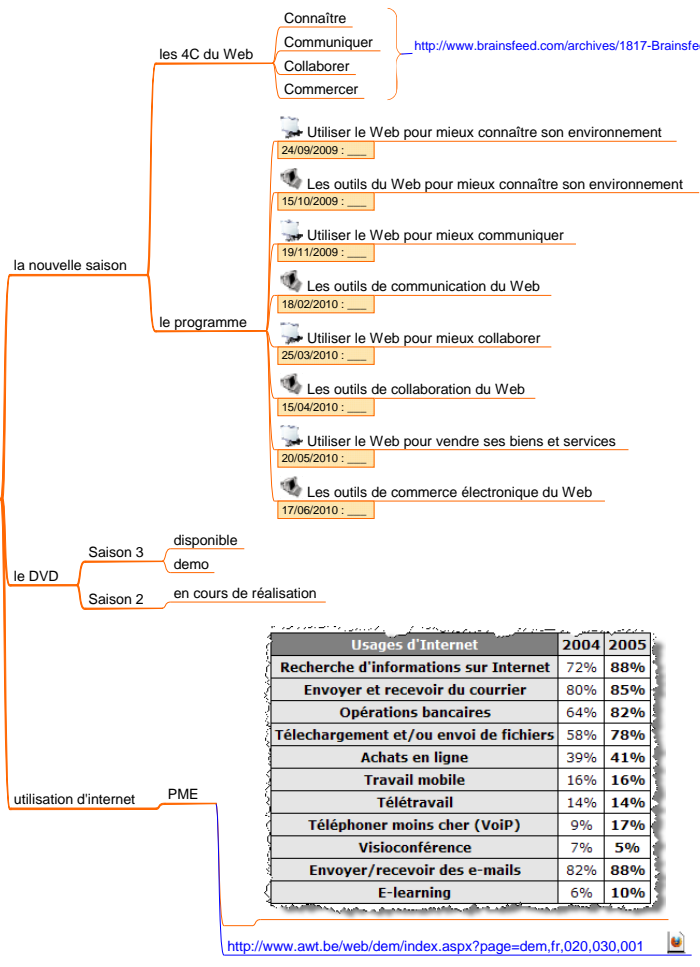 la nouvelle saison
les 4C du Web
Connaître
Communiquer
Collaborer
Commercer
http://www.brainsfeed.com/archives/1817-Brainsfee
le programme
Utiliser le Web pour mieux connaître son environnement
24/09/2009 : ___
Les outils du Web pour mieux connaître son environnement
15/10/2009 : ___
Utiliser le Web pour mieux communiquer
19/11/2009 : ___
Les outils de communication du Web
18/02/2010 : ___
Utiliser le Web pour mieux collaborer
25/03/2010 : ___
Les outils de collaboration du Web
15/04/2010 : ___
Utiliser le Web pour vendre ses biens et services
20/05/2010 : ___
Les outils de commerce électronique du Web
17/06/2010 : ___
le DVD
Saison 3
disponible
demo
Saison 2
en cours de réalisation
utilisation d'internet
PME
Usages d'Internet 2004 2005
Recherche d'informations sur Internet 72% 88%
Envoyer et recevoir du courrier 80% 85%
Opérations bancaires 64% 82%
Télechargement et/ou envoi de fichiers 58% 78%
Achats en ligne 39% 41%
Travail mobile 16% 16%
Télétravail 14% 14%
Téléphoner moins cher (VoiP) 9% 17%
Visioconférence 7% 5%
Envoyer/recevoir des e-mails 82% 88%
E-learning 6% 10%
http://www.awt.be/web/dem/index.aspx?page=dem,fr,020,030,001